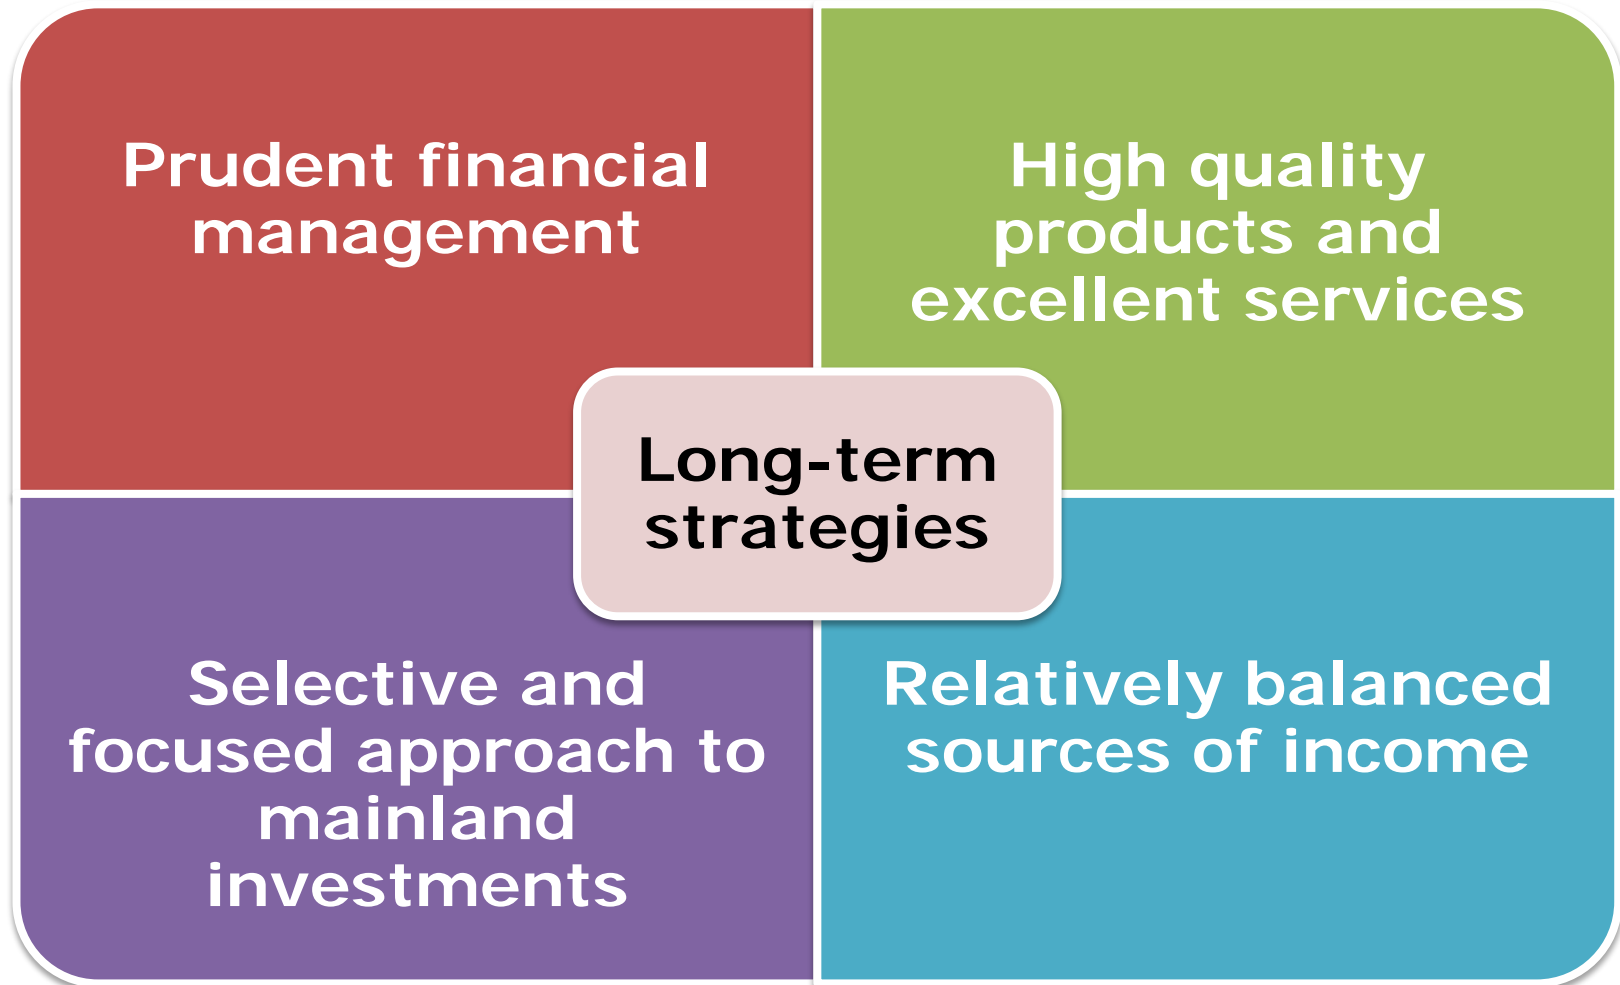 Prudent financial
management
High quality
products and
excellent services
Long-term
strategies
Selective and
focused approach to
mainland
investments
Relatively balanced
sources of income